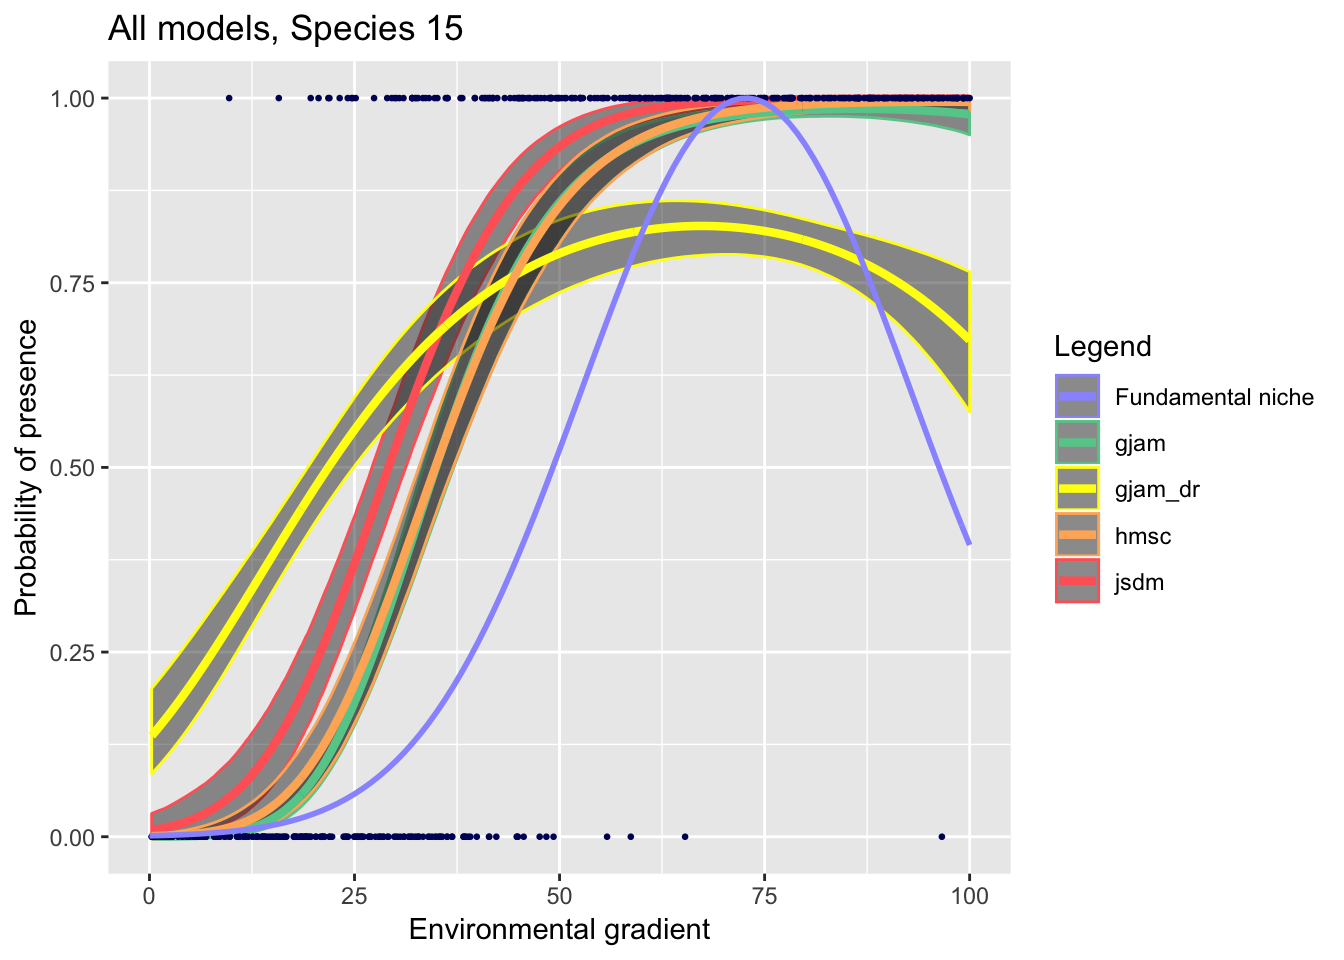 All models, Species 15
Probability of presence
1.00
0.75
0.50
0.25
0.00
0
25
50
75
100
Environmental gradient
Legend
Fundamental niche
gjam
gjam_dr
hmsc
jsdm